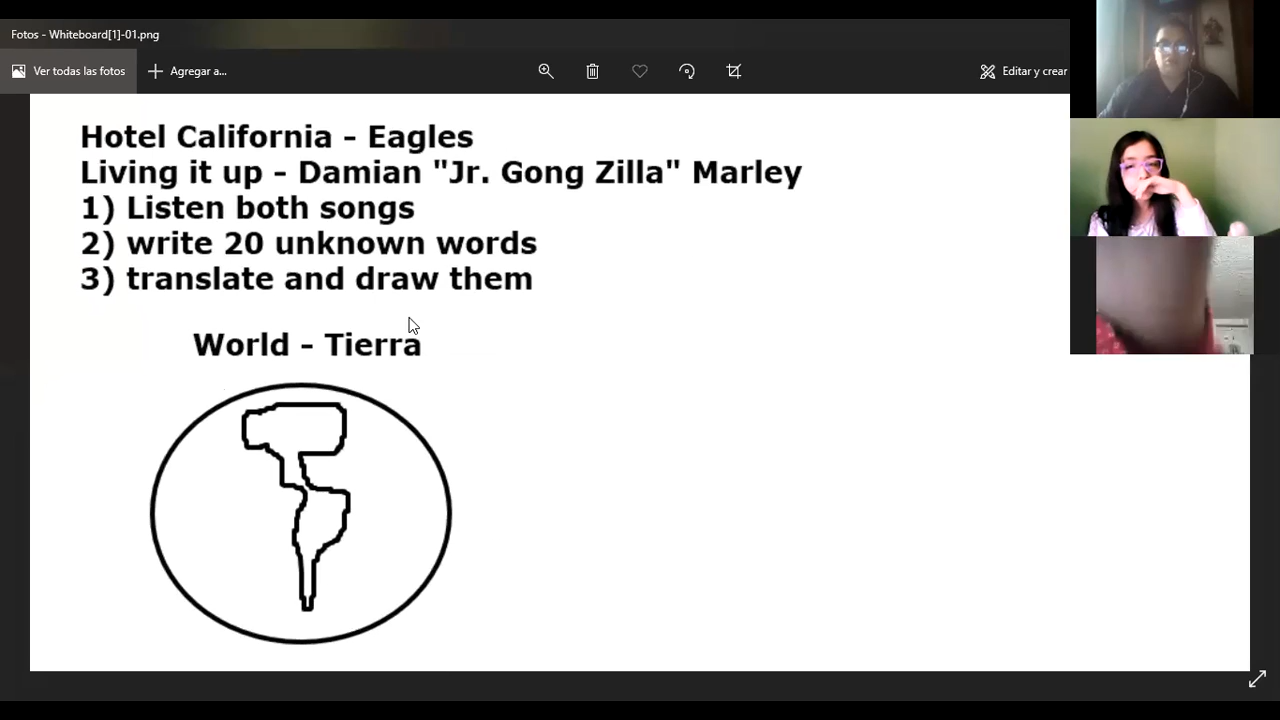 Fotos - Whiteboard[1]-01.png
Ver todas las fotos
Agregar a...
Editar y crear
Hotel California - Eagles
Living it up - Damian "Jr. Gong Zilla" Marley
1) Listen both songs
2) write 20 unknown words
3) translate and draw them
World - Tierra